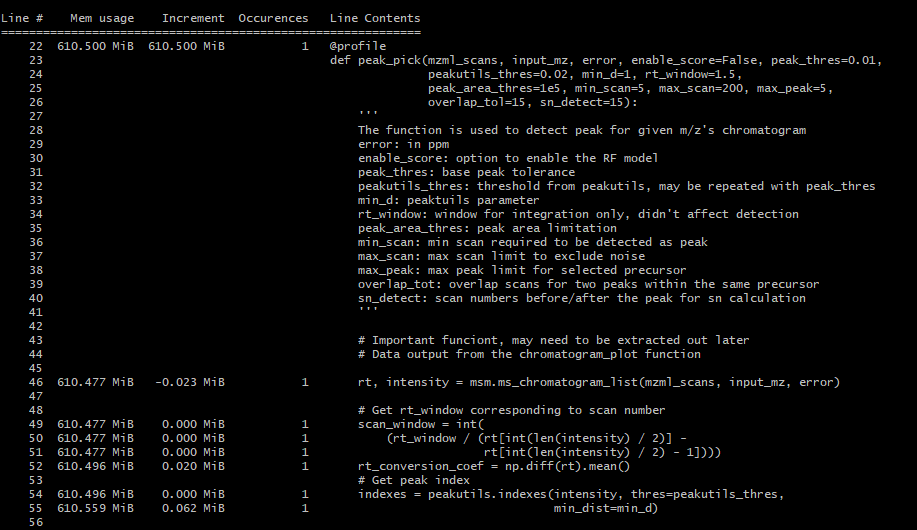 Line #    Mem usage    Increment  Occurences   Line Contents
============================================================
    22  610.500 MiB  610.500 MiB           1   @profile
    23                                         def peak_pick(mzml_scans, input_mz, error, enable_score=False, peak_thres=0.01,
    24                                                       peakutils_thres=0.02, min_d=1, rt_window=1.5,
    25                                                       peak_area_thres=1e5, min_scan=5, max_scan=200, max_peak=5,
    26                                                       overlap_tol=15, sn_detect=15):
    27                                             '''
    28                                             The function is used to detect peak for given m/z's chromatogram
    29                                             error: in ppm
    30                                             enable_score: option to enable the RF model
    31                                             peak_thres: base peak tolerance
    32                                             peakutils_thres: threshold from peakutils, may be repeated with peak_thres
    33                                             min_d: peaktuils parameter
    34                                             rt_window: window for integration only, didn't affect detection
    35                                             peak_area_thres: peak area limitation
    36                                             min_scan: min scan required to be detected as peak
    37                                             max_scan: max scan limit to exclude noise
    38                                             max_peak: max peak limit for selected precursor
    39                                             overlap_tot: overlap scans for two peaks within the same precursor
    40                                             sn_detect: scan numbers before/after the peak for sn calculation
    41                                             '''
    42
    43                                             # Important funciont, may need to be extracted out later
    44                                             # Data output from the chromatogram_plot function
    45
    46  610.477 MiB   -0.023 MiB           1       rt, intensity = msm.ms_chromatogram_list(mzml_scans, input_mz, error)
    47
    48                                             # Get rt_window corresponding to scan number
    49  610.477 MiB    0.000 MiB           1       scan_window = int(
    50  610.477 MiB    0.000 MiB           1           (rt_window / (rt[int(len(intensity) / 2)] -
    51  610.477 MiB    0.000 MiB           1                         rt[int(len(intensity) / 2) - 1])))
    52  610.496 MiB    0.020 MiB           1       rt_conversion_coef = np.diff(rt).mean()
    53                                             # Get peak index
    54  610.496 MiB    0.000 MiB           1       indexes = peakutils.indexes(intensity, thres=peakutils_thres,
    55  610.559 MiB    0.062 MiB           1                                   min_dist=min_d)
    56